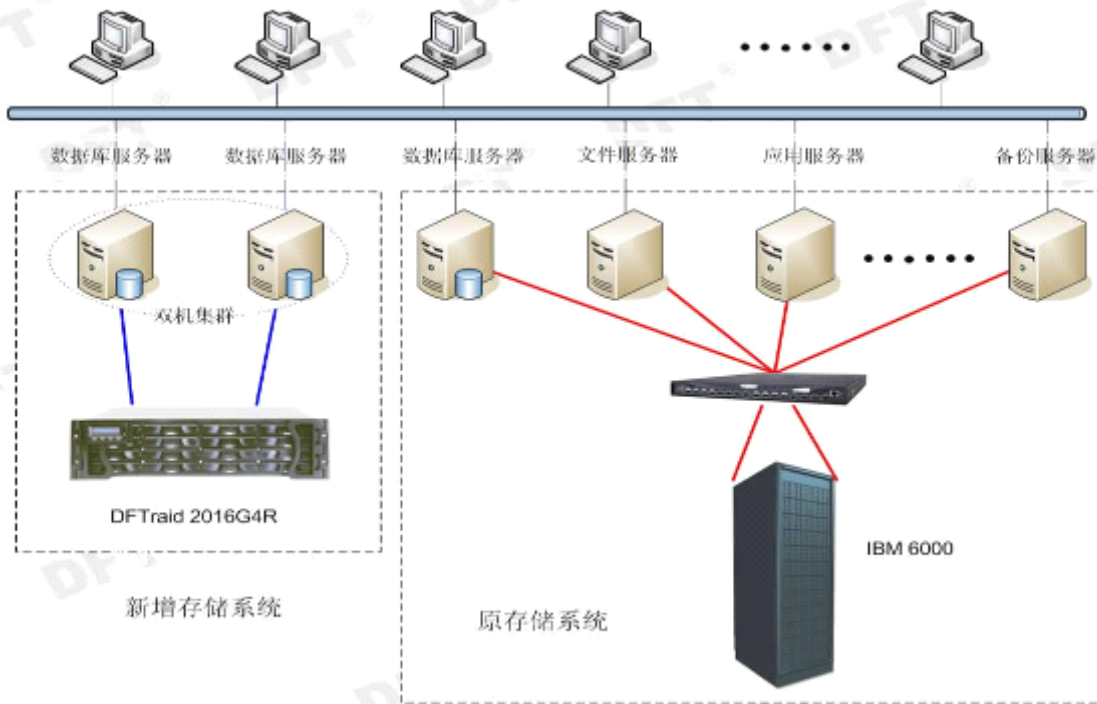 数据库服务器
数据库服务器
数据库服务器
文件服务器
应用服务器
备份服务器
双机集群
DFTraid 2016G4R
IBM 6000
新增存储系统
原存储系统
DFT®